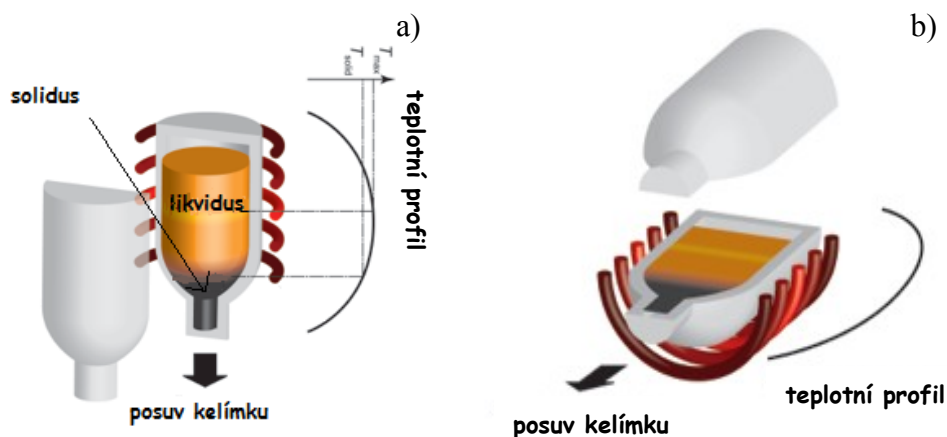 a)
T solid
T max
teplotní profil
solidus
likvidus
posuv kelímku
b)
teplotní profil
posuv kelímku